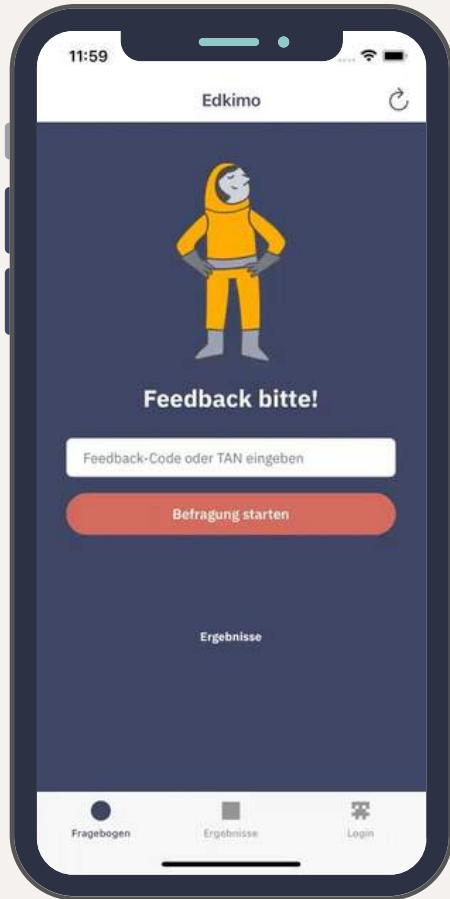 11:59
Edkimo
Feedback bitte!
Feedback-Code oder TAN eingeben
Befragung starten
Ergebnisse
Fragebogen
Ergebnisse
Login